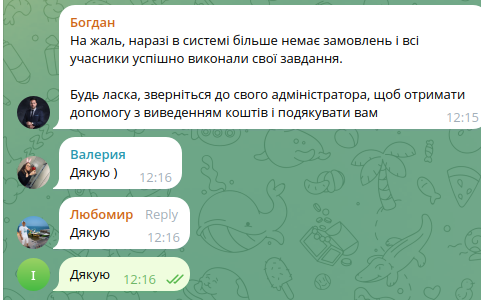 Богдан
На жаль, наразі в системі більше немає замовлень і всі
учасники успішно виконали свої завдання.
Будь ласка, зверніться до свого адміністратора, щоб отримати
допомогу з виведенням коштів і подякувати вам
12:15
Валерия
Дякую )
12:16
Любомир Reply
Дякую
12:16
I
Дякую 12:16